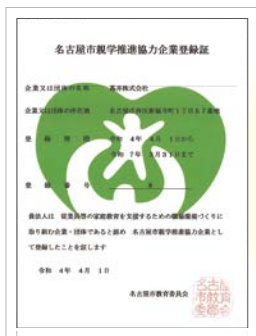 名古屋市親学推進協力企業登録証
企業又は団体の名称 株式会社
企業又は団体の所在地 名古屋市
登録期間 令和 4年 4月 1日から
令和 7年 3月31日まで
登録番号
貴法人は 従業員等の家庭教育を支援するための職場環境づくりに
取り組む企業・団体であると認め 名古屋市親学推進協力企業とし
て登録したことを証します
令和 4年 4月 1日
名古屋市教育委員会
名古屋
市教育
委員会